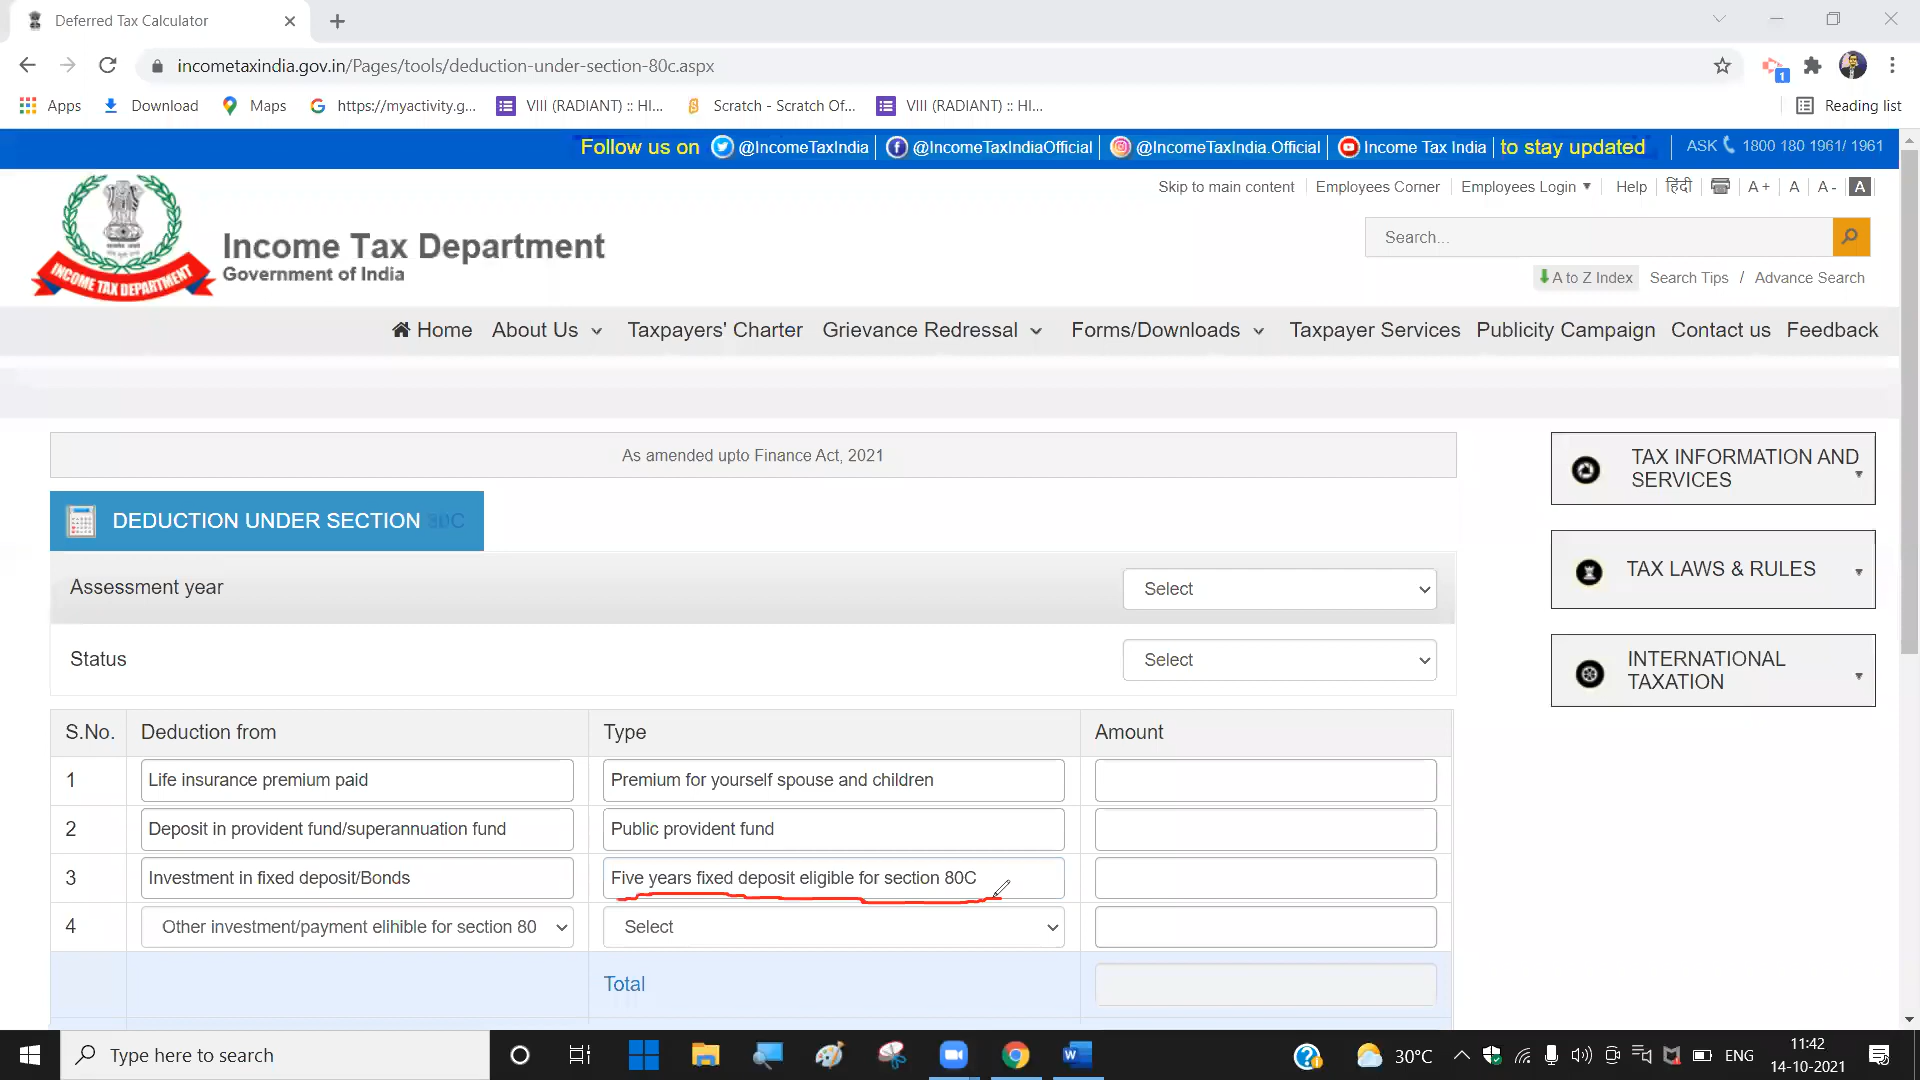 Deferred Tax Calculator
incometaxindia.gov.in/Pages/tools/deduction-under-section-80c.aspx
1
Apps Download Maps https://myactivity.g... VIII (RADIANT) :: HI... Scratch - Scratch Of... VIII (RADIANT) :: HI... Reading list
Follow us on @IncomeTaxIndia @IncomeTaxIndiaOfficial @IncomeTaxIndia.Official Income Tax India to stay updated ASK 1800 180 1961/ 1961
Skip to main content Employees Corner Employees Login Help हिंदी A + A A - A
Income Tax Department
Government of India
INCOME TAX DEPARTMENT
Search...
A to Z Index Search Tips / Advance Search
Home About Us Taxpayers' Charter Grievance Redressal Forms/Downloads Taxpayer Services Publicity Campaign Contact us Feedback
As amended upto Finance Act, 2021
DEDUCTION UNDER SECTION 80C
Assessment year Select
Status Select
S.No. Deduction from Type Amount
1 Life insurance premium paid Premium for yourself spouse and children
2 Deposit in provident fund/superannuation fund Public provident fund
3 Investment in fixed deposit/Bonds Five years fixed deposit eligible for section 80C
4 Other investment/payment elihible for section 80 Select
Total
TAX INFORMATION AND
SERVICES
TAX LAWS & RULES
INTERNATIONAL
TAXATION
Type here to search
30°C ENG
11:42
14-10-2021